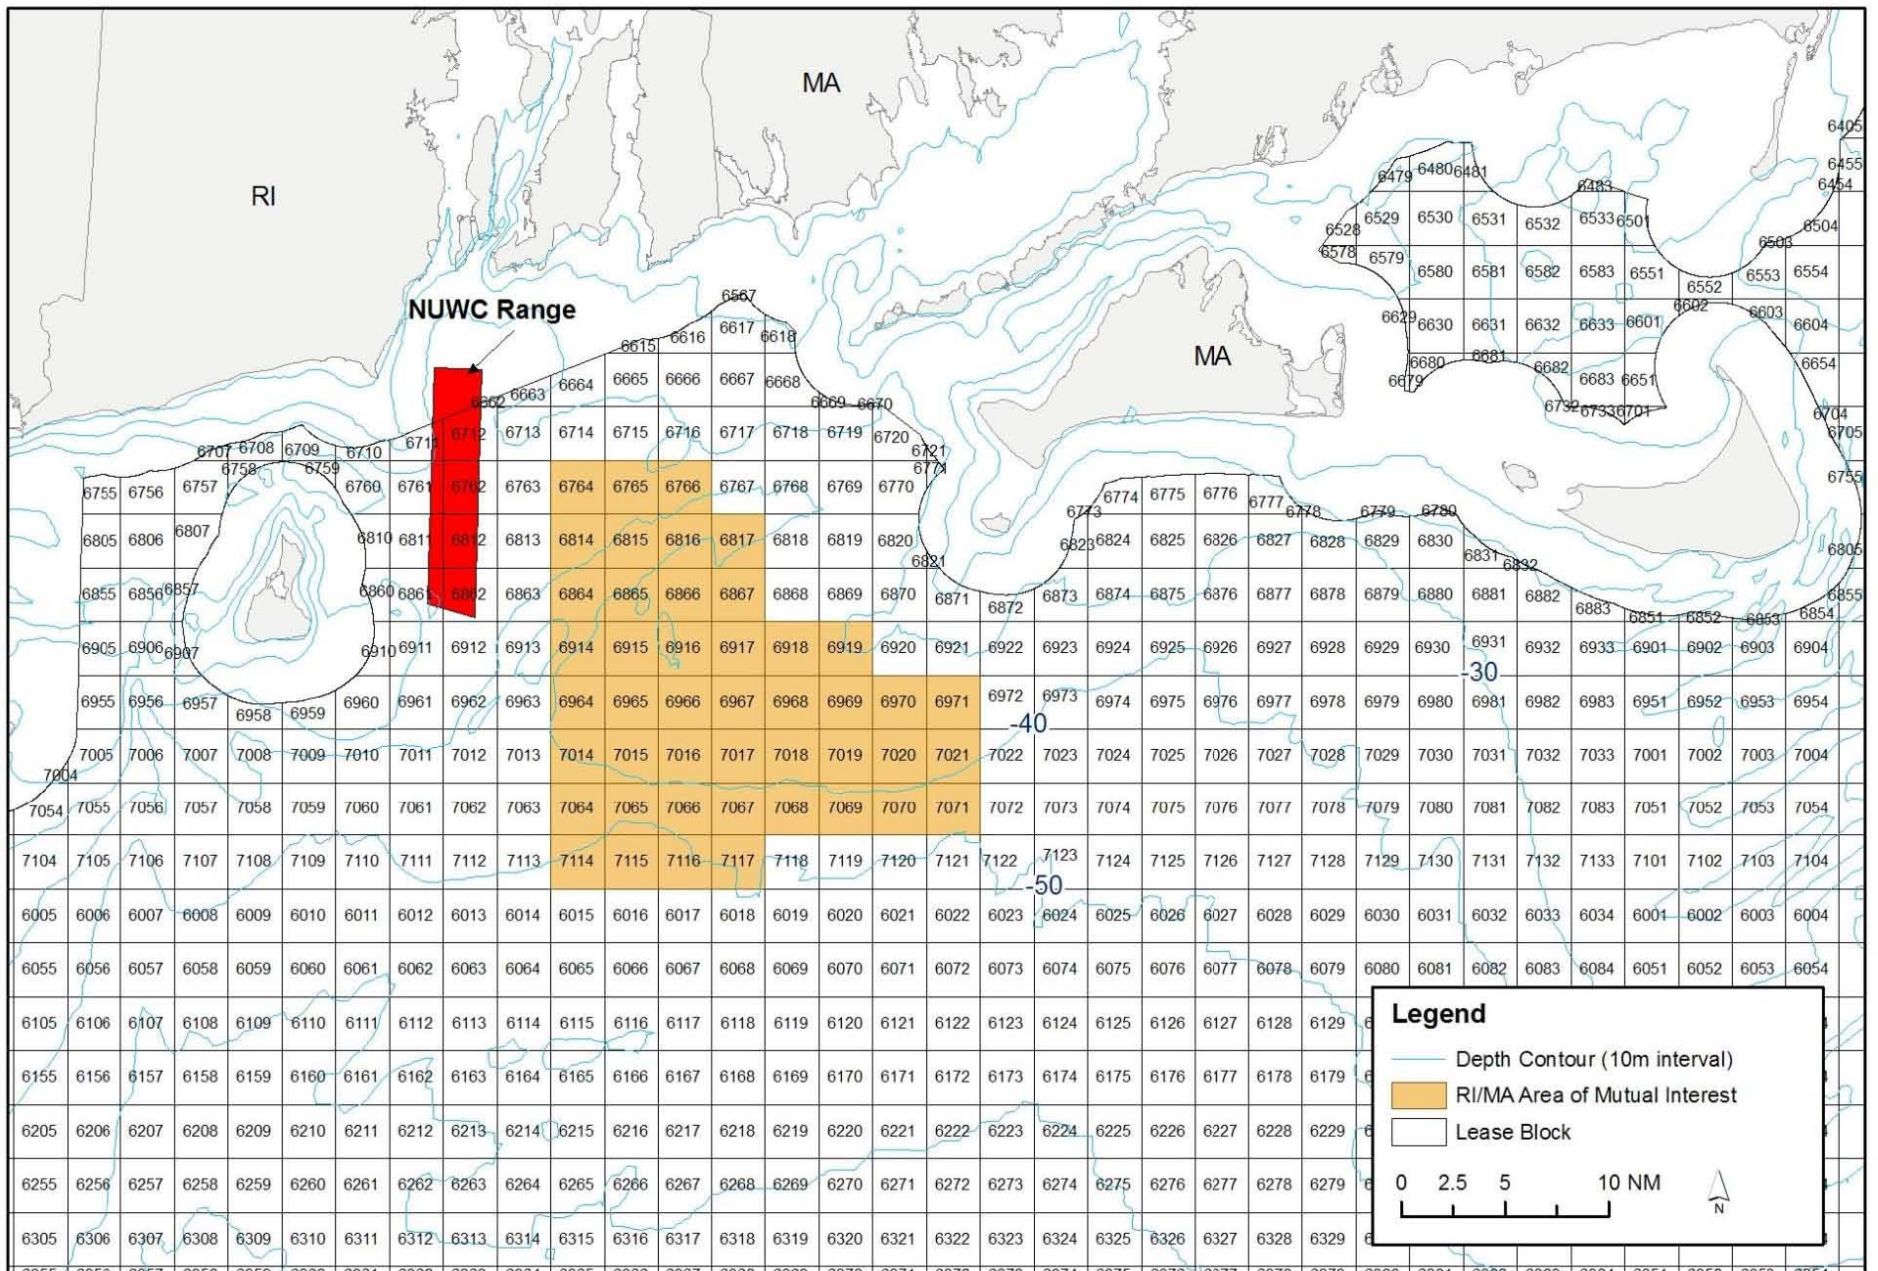 MA
RI
NUWC Range
MA
6405
6455
6454
6479 6480 6481 6483
6528 6529 6530 6531 6532 6533 6501 6503 6504
6578 6579 6580 6581 6582 6583 6551 6552 6553 6554
6567
6615 6616 6617 6618 6629 6630 6631 6632 6633 6601 6602 6603 6604
6662 6663 6664 6665 6666 6667 6668 6669 6670 6679 6680 6681 6682 6683 6651 6654
6707 6708 6709 6710 6711 6712 6713 6714 6715 6716 6717 6718 6719 6720 6721 6732 6733 6701 6704 6705
6755 6756 6757 6758 6759 6760 6761 6762 6763 6764 6765 6766 6767 6768 6769 6770 6771 6773 6774 6775 6776 6777 6778 6779 6780 6755
6805 6806 6807 6810 6811 6812 6813 6814 6815 6816 6817 6818 6819 6820 6821 6823 6824 6825 6826 6827 6828 6829 6830 6831 6832 6805
6855 6856 6857 6860 6861 6862 6863 6864 6865 6866 6867 6868 6869 6870 6871 6872 6873 6874 6875 6876 6877 6878 6879 6880 6881 6882 6883 6851 6852 6853 6854 6855
6905 6906 6907 6910 6911 6912 6913 6914 6915 6916 6917 6918 6919 6920 6921 6922 6923 6924 6925 6926 6927 6928 6929 6930 6931 6932 6933 6901 6902 6903 6904
-30
6955 6956 6957 6958 6959 6960 6961 6962 6963 6964 6965 6966 6967 6968 6969 6970 6971 6972 6973 6974 6975 6976 6977 6978 6979 6980 6981 6982 6983 6951 6952 6953 6954
-40
7004 7005 7006 7007 7008 7009 7010 7011 7012 7013 7014 7015 7016 7017 7018 7019 7020 7021 7022 7023 7024 7025 7026 7027 7028 7029 7030 7031 7032 7033 7001 7002 7003 7004
7054 7055 7056 7057 7058 7059 7060 7061 7062 7063 7064 7065 7066 7067 7068 7069 7070 7071 7072 7073 7074 7075 7076 7077 7078 7079 7080 7081 7082 7083 7051 7052 7053 7054
7104 7105 7106 7107 7108 7109 7110 7111 7112 7113 7114 7115 7116 7117 7118 7119 7120 7121 7122 7123 7124 7125 7126 7127 7128 7129 7130 7131 7132 7133 7101 7102 7103 7104
-50
6005 6006 6007 6008 6009 6010 6011 6012 6013 6014 6015 6016 6017 6018 6019 6020 6021 6022 6023 6024 6025 6026 6027 6028 6029 6030 6031 6032 6033 6034 6001 6002 6003 6004
6055 6056 6057 6058 6059 6060 6061 6062 6063 6064 6065 6066 6067 6068 6069 6070 6071 6072 6073 6074 6075 6076 6077 6078 6079 6080 6081 6082 6083 6084 6051 6052 6053 6054
6105 6106 6107 6108 6109 6110 6111 6112 6113 6114 6115 6116 6117 6118 6119 6120 6121 6122 6123 6124 6125 6126 6127 6128 6129
6155 6156 6157 6158 6159 6160 6161 6162 6163 6164 6165 6166 6167 6168 6169 6170 6171 6172 6173 6174 6175 6176 6177 6178 6179
6205 6206 6207 6208 6209 6210 6211 6212 6213 6214 6215 6216 6217 6218 6219 6220 6221 6222 6223 6224 6225 6226 6227 6228 6229
6255 6256 6257 6258 6259 6260 6261 6262 6263 6264 6265 6266 6267 6268 6269 6270 6271 6272 6273 6274 6275 6276 6277 6278 6279
6305 6306 6307 6308 6309 6310 6311 6312 6313 6314 6315 6316 6317 6318 6319 6320 6321 6322 6323 6324 6325 6326 6327 6328 6329
Legend
Depth Contour (10m interval)
RI/MA Area of Mutual Interest
Lease Block
0 2.5 5 10 NM
N